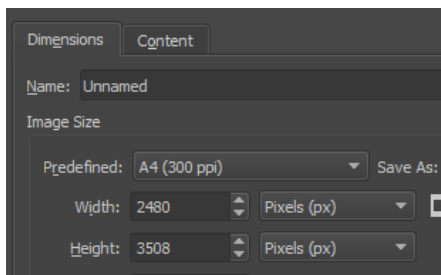 Dimensions Content
Name: Unnamed
Image Size
Predefined: A4 (300 ppi) Save As:
Width: 2480 Pixels (px)
Height: 3508 Pixels (px)